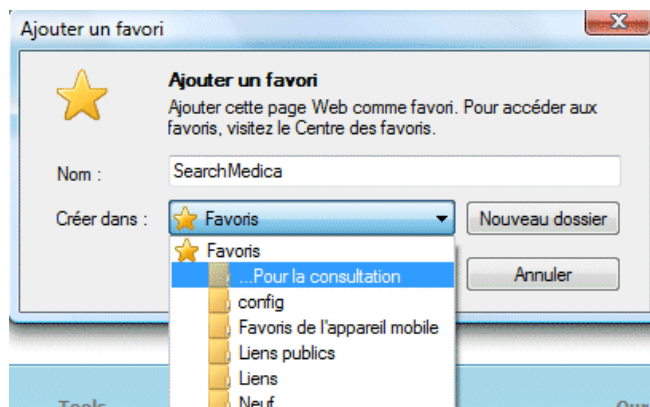 Ajouter un favori
Ajouter un favori
Ajouter cette page Web comme favori. Pour accéder aux
favoris, visitez le Centre des favoris.
Nom :
SearchMedica
Créer dans :
Favoris
Nouveau dossier
Favoris
...Pour la consultation
Annuler
config
Favoris de l'appareil mobile
Liens publics
Liens
Neuf